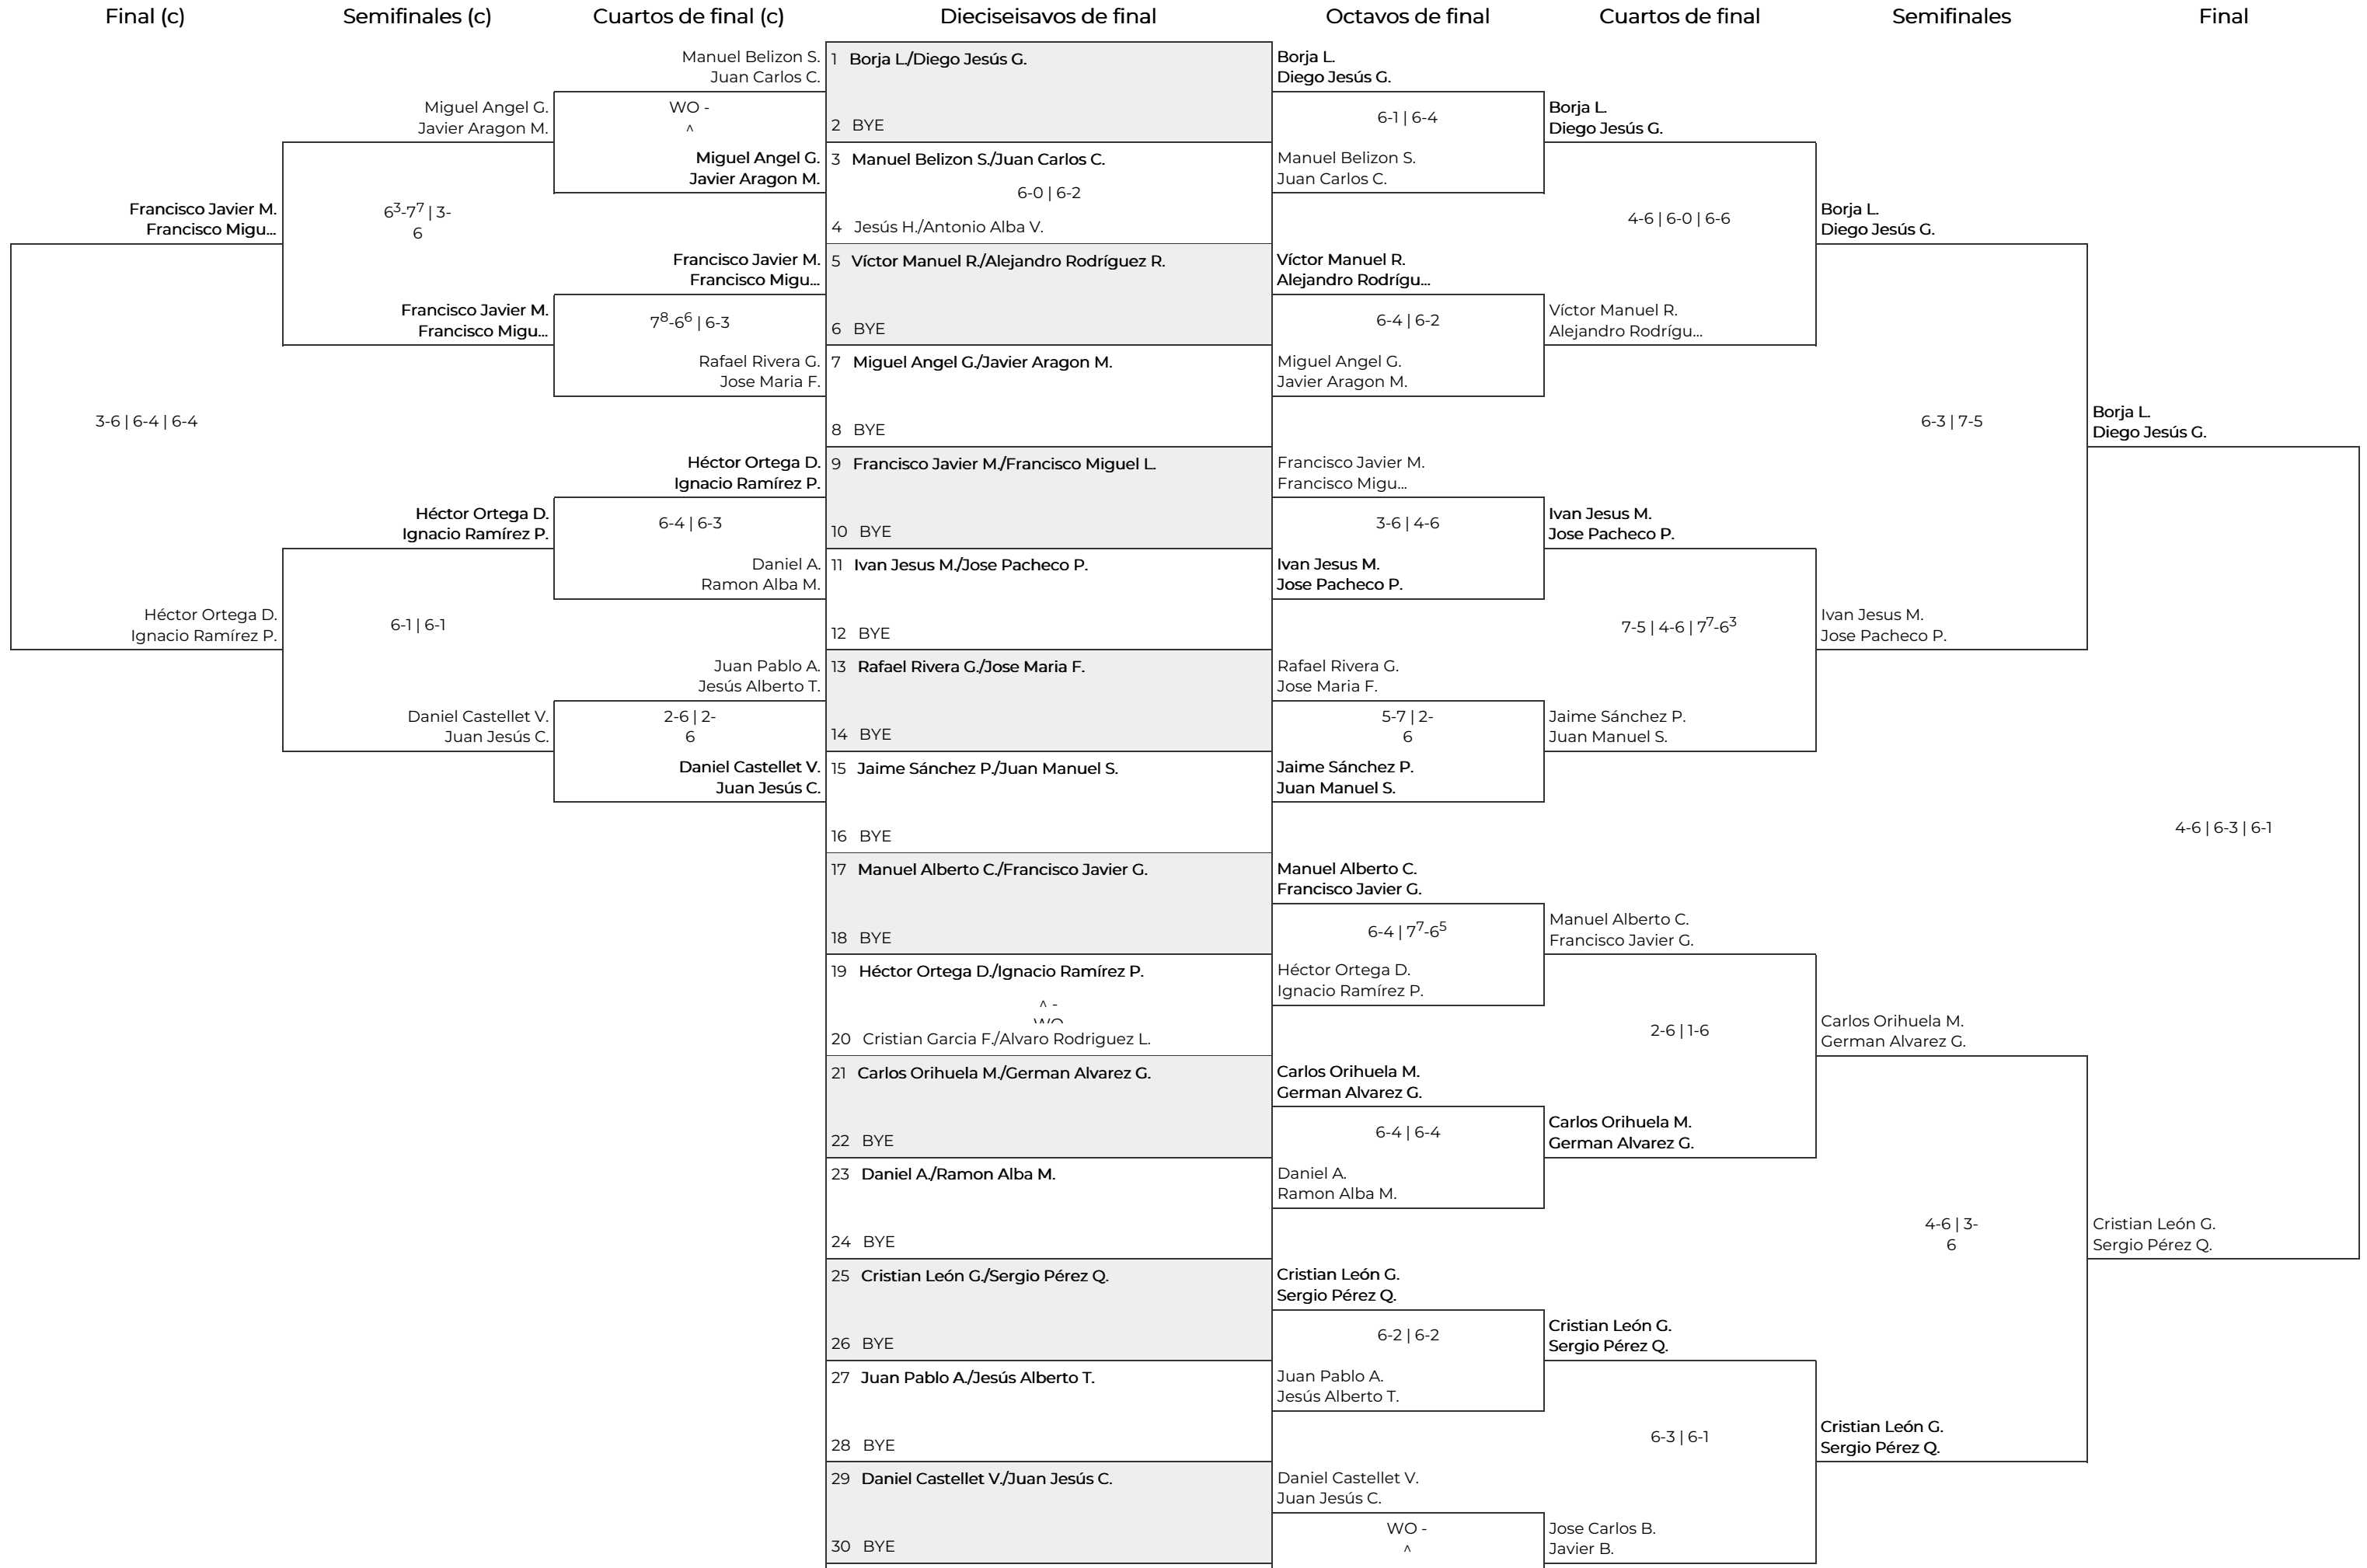 Final (c)
Semifinales (c)
Cuartos de final (c)
Dieciseisavos de final
Octavos de final
Cuartos de final
Semifinales
Final
Francisco Javier M.
Francisco Migu...
3-6 | 6-4 | 6-4
Héctor Ortega D.
Ignacio Ramírez P.
Miguel Angel G.
Javier Aragon M.
6³-7⁷ | 3-
6
Francisco Javier M.
Francisco Migu...
Héctor Ortega D.
Ignacio Ramírez P.
6-1 | 6-1
Daniel Castellet V.
Juan Jesús C.
Manuel Belizon S.
Juan Carlos C.
WO -
^
Miguel Angel G.
Javier Aragon M.
Francisco Javier M.
Francisco Migu...
7⁸-6⁶ | 6-3
Rafael Rivera G.
Jose Maria F.
Héctor Ortega D.
Ignacio Ramírez P.
6-4 | 6-3
Daniel A.
Ramon Alba M.
Juan Pablo A.
Jesús Alberto T.
2-6 | 2-
6
Daniel Castellet V.
Juan Jesús C.
1 Borja L./Diego Jesús G.
2 BYE
3 Manuel Belizon S./Juan Carlos C.
6-0 | 6-2
4 Jesús H./Antonio Alba V.
5 Víctor Manuel R./Alejandro Rodríguez R.
6 BYE
7 Miguel Angel G./Javier Aragon M.
8 BYE
9 Francisco Javier M./Francisco Miguel L.
10 BYE
11 Ivan Jesus M./Jose Pacheco P.
12 BYE
13 Rafael Rivera G./Jose Maria F.
14 BYE
15 Jaime Sánchez P./Juan Manuel S.
16 BYE
17 Manuel Alberto C./Francisco Javier G.
18 BYE
19 Héctor Ortega D./Ignacio Ramírez P.
^ -
WO
20 Cristian Garcia F./Alvaro Rodriguez L.
21 Carlos Orihuela M./German Alvarez G.
22 BYE
23 Daniel A./Ramon Alba M.
24 BYE
25 Cristian León G./Sergio Pérez Q.
26 BYE
27 Juan Pablo A./Jesús Alberto T.
28 BYE
29 Daniel Castellet V./Juan Jesús C.
30 BYE
Borja L.
Diego Jesús G.
6-1 | 6-4
Manuel Belizon S.
Juan Carlos C.
Víctor Manuel R.
Alejandro Rodrígu...
6-4 | 6-2
Miguel Angel G.
Javier Aragon M.
Francisco Javier M.
Francisco Migu...
3-6 | 4-6
Ivan Jesus M.
Jose Pacheco P.
Rafael Rivera G.
Jose Maria F.
5-7 | 2-
6
Jaime Sánchez P.
Juan Manuel S.
Manuel Alberto C.
Francisco Javier G.
6-4 | 7⁷-6⁵
Héctor Ortega D.
Ignacio Ramírez P.
Carlos Orihuela M.
German Alvarez G.
6-4 | 6-4
Daniel A.
Ramon Alba M.
Cristian León G.
Sergio Pérez Q.
6-2 | 6-2
Juan Pablo A.
Jesús Alberto T.
Daniel Castellet V.
Juan Jesús C.
WO -
^
Borja L.
Diego Jesús G.
4-6 | 6-0 | 6-6
Víctor Manuel R.
Alejandro Rodrígu...
Ivan Jesus M.
Jose Pacheco P.
7-5 | 4-6 | 7⁷-6³
Jaime Sánchez P.
Juan Manuel S.
Manuel Alberto C.
Francisco Javier G.
2-6 | 1-6
Carlos Orihuela M.
German Alvarez G.
Cristian León G.
Sergio Pérez Q.
6-3 | 6-1
Jose Carlos B.
Javier B.
Borja L.
Diego Jesús G.
6-3 | 7-5
Ivan Jesus M.
Jose Pacheco P.
Carlos Orihuela M.
German Alvarez G.
4-6 | 3-
6
Cristian León G.
Sergio Pérez Q.
Borja L.
Diego Jesús G.
4-6 | 6-3 | 6-1
Cristian León G.
Sergio Pérez Q.